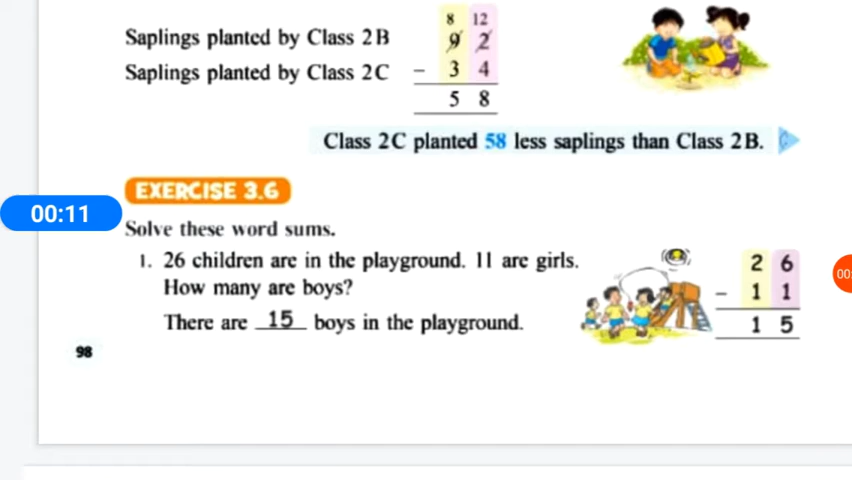 8 12
Saplings planted by Class 2B 9 2
Saplings planted by Class 2C - 3 4
5 8
Class 2C planted 58 less saplings than Class 2B.
EXERCISE 3.6
00:11
Solve these word sums.
1. 26 children are in the playground. 11 are girls.
How many are boys?
There are 15 boys in the playground.
2 6
- 1 1
1 5
00:
98